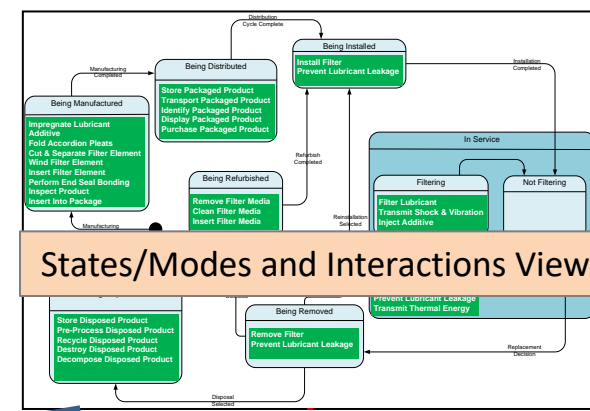 Distribution
Cycle Complete
Being Installed
Install Filter
Prevent Lubricant Leakage
Installation
Completed
Manufacturing
Completed
Being Distributed
Store Packaged Product
Transport Packaged Product
Identify Packaged Product
Display Packaged Product
Purchase Packaged Product
Being Manufactured
Impregnate Lubricant
Additive
Fold Accordion Pleats
Cut & Separate Filter Element
Wind Filter Element
Insert Filter Element
Perform End Seal Bonding
Inspect Product
Insert Into Package
In Service
Refurbish
Completed
Being Refurbished
Remove Filter Media
Clean Filter Media
Insert Filter Media
Filtering
Filter Lubricant
Transmit Shock & Vibration
Inject Additive
Not Filtering
Reinstallation
Selected
Manufacturing
States/Modes and Interactions View
Prevent Lubricant Leakage
Transmit Thermal Energy
Store Disposed Product
Pre-Process Disposed Product
Recycle Disposed Product
Destroy Disposed Product
Decompose Disposed Product
Being Removed
Remove Filter
Prevent Lubricant Leakage
Replacement
Decision
Disposal
Selected